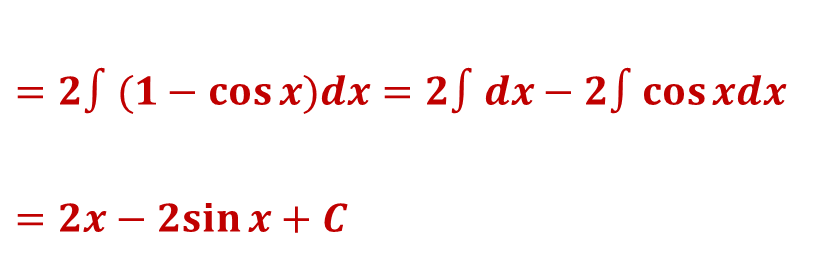 = 2∫ (1 − cos x)dx = 2∫ dx − 2∫ cos xdx
= 2x − 2sin x + C